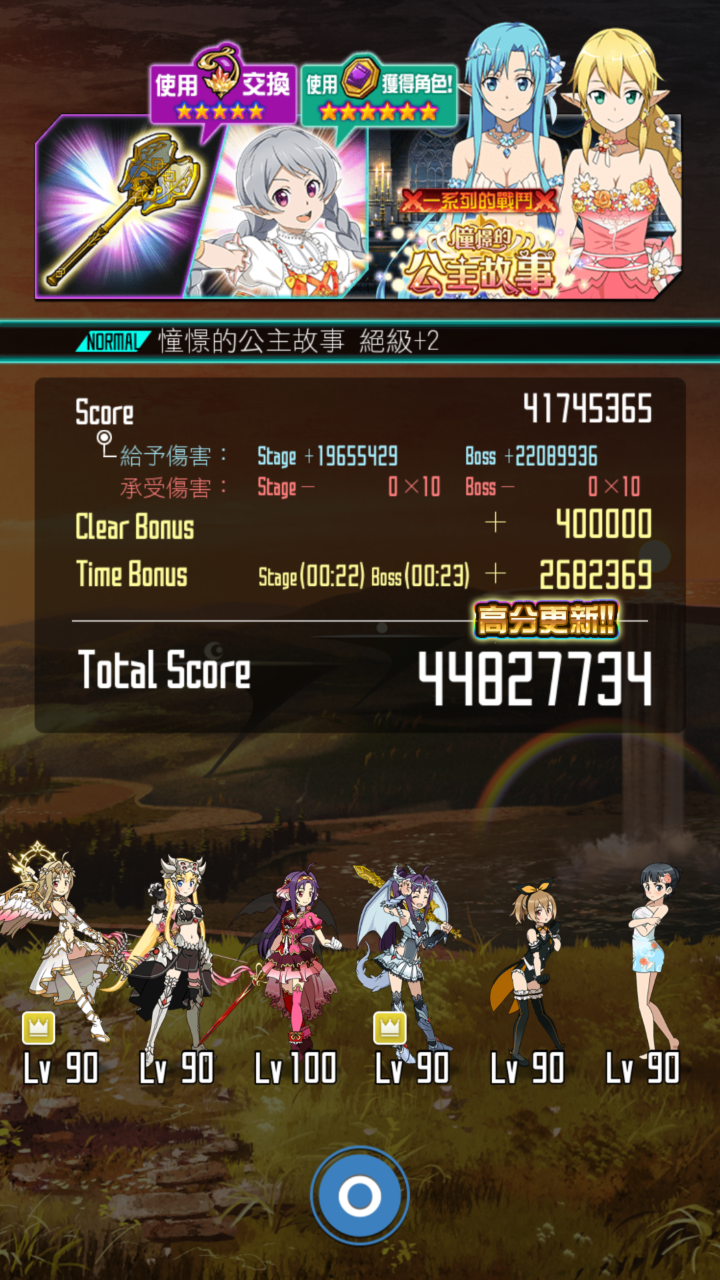 使用 交換
使用 獲得角色!
一系列的戰鬥
憧憬的
公主故事
NORMAL 憧憬的公主故事 絕級+2
Score 41745365
給予傷害: Stage +19655429 Boss +22089936
承受傷害: Stage - 0×10 Boss - 0×10
Clear Bonus + 400000
Time Bonus Stage(00:22) Boss(00:23) + 2682369
高分更新!!
Total Score 44827734
Lv 90 Lv 90 Lv 100 Lv 90 Lv 90 Lv 90